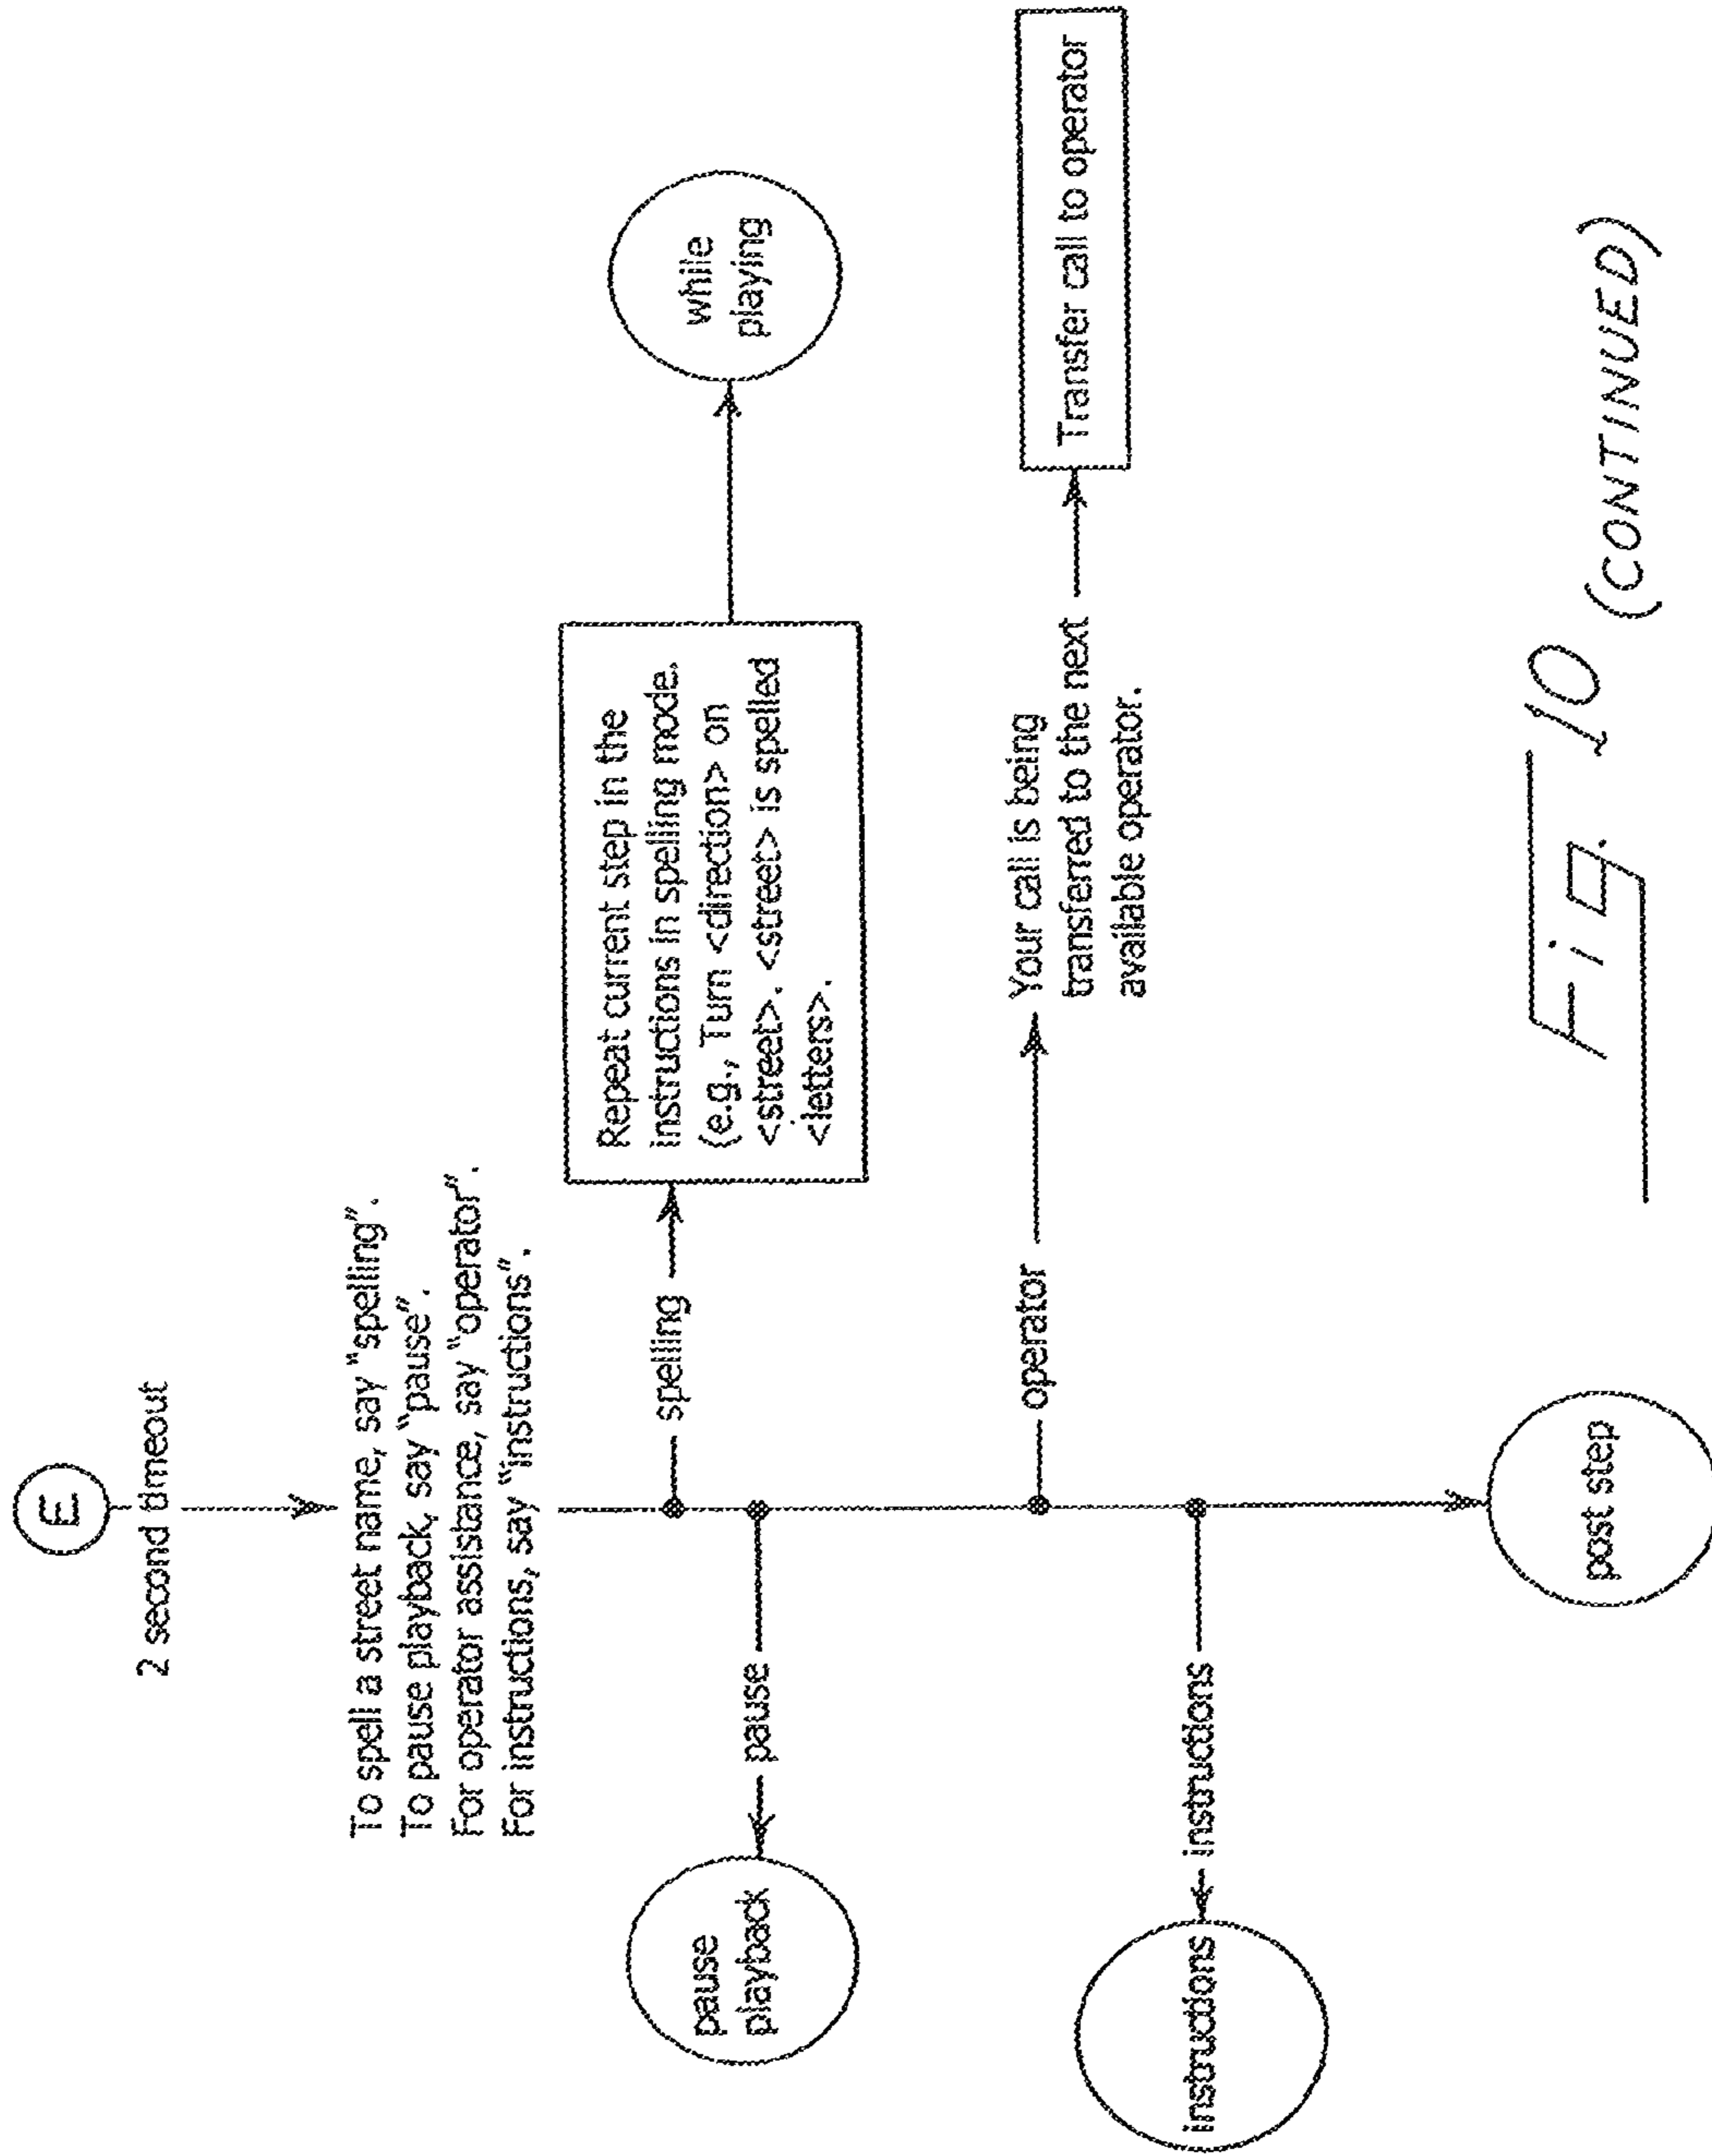 E
2 second timeout
To spell a street name, say "spelling".
To pause playback, say "pause".
For operator assistance, say "operator".
For instructions, say "instructions".
spelling
Repeat current step in the
instructions in spelling mode.
(e.g., Turn <direction> on
<street>. <street> is spelled
<letters>.
while
playing
pause
pause
playback
operator
Your call is being
transferred to the next
available operator.
Transfer call to operator
instructions
instructions
post step
Fig. 10 (CONTINUED)